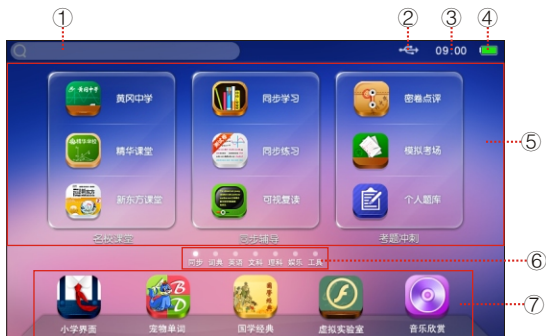 ① ② ③ ④
09:00
黄冈中学 同步学习 密卷点评
精华课堂 同步练习 模拟考场
新东方课堂 可视复读 个人题库
名校课堂 同步辅导 考题冲刺
⑤
同步 词典 英语 文科 理科 娱乐 工具
⑥
B
D
国学经典
⑦
小学界面 宠物单词 国学经典 虚拟实验室 音乐欣赏